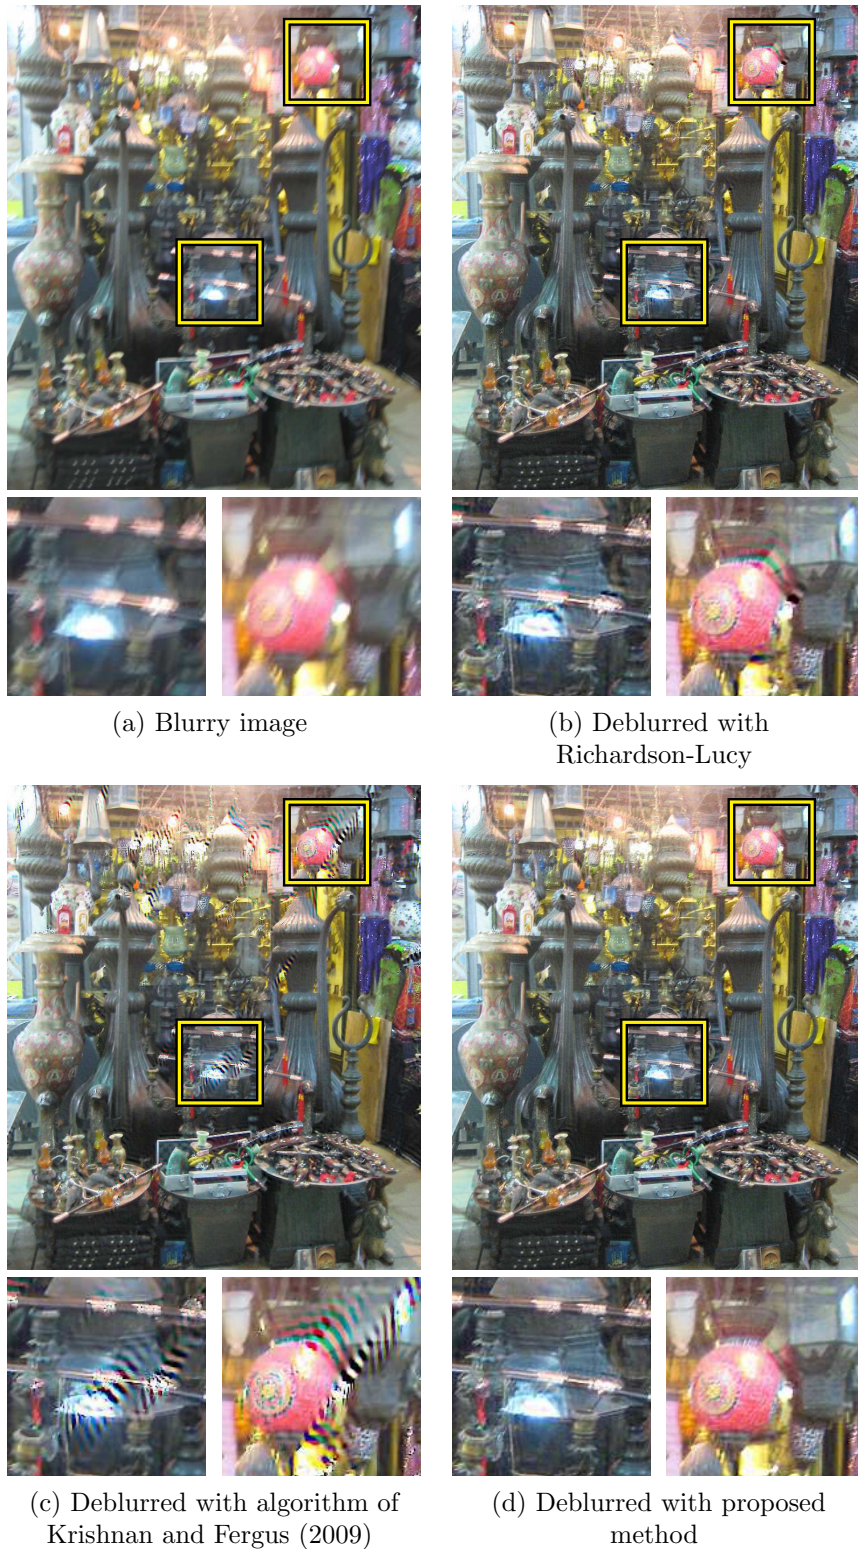 (a) Blurry image
(b) Deblurred with
Richardson-Lucy
(c) Deblurred with algorithm of
Krishnan and Fergus (2009)
(d) Deblurred with proposed
method